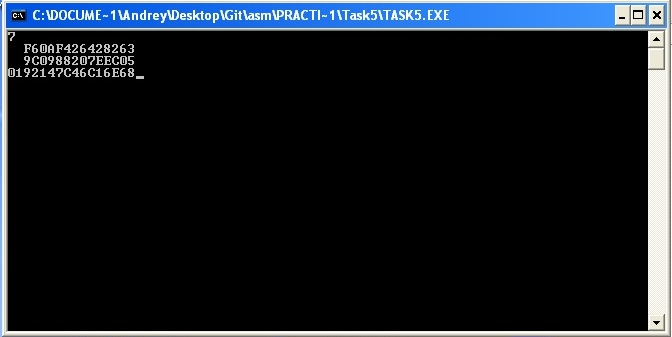 C:\DOCUME~1\Andrey\Desktop\Git\asm\PRACTI~1\Task5\TASK5.EXE
7
F60AF426428263
9C0988207EEC05
0192147C46C16E68